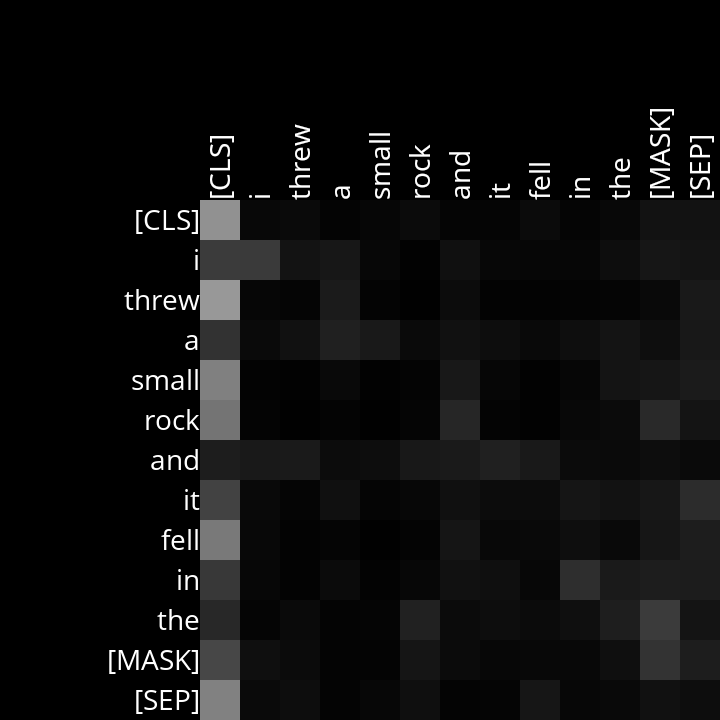 [CLS] i threw a small rock and it fell in the [MASK] [SEP]
[CLS]
i
threw
a
small
rock
and
it
fell
in
the
[MASK]
[SEP]